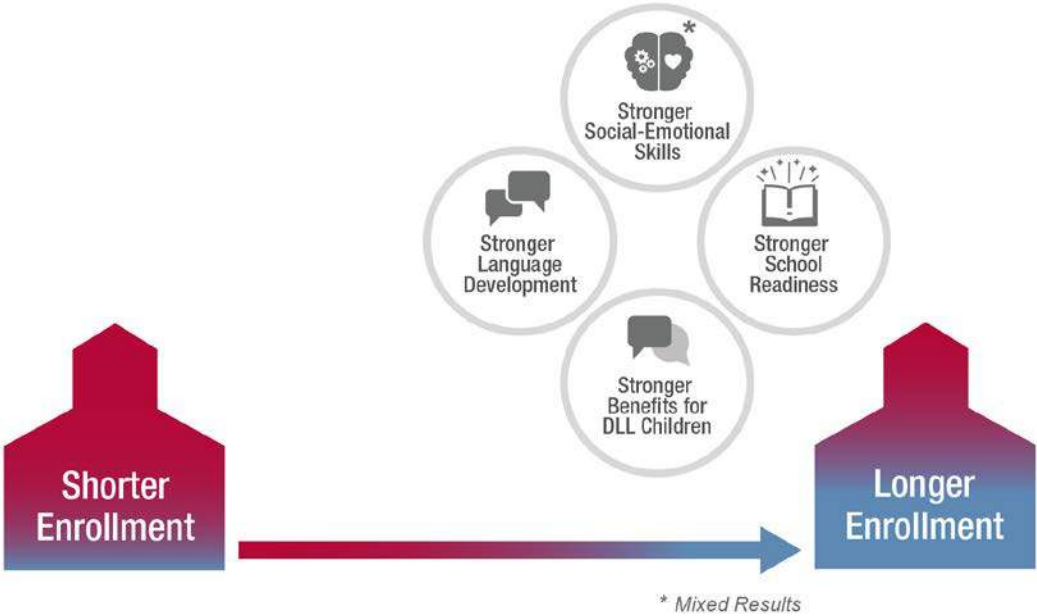 *
Stronger
Social-Emotional
Skills
Stronger
Language
Development
Stronger
School
Readiness
Stronger
Benefits for
DLL Children
Shorter
Enrollment
Longer
Enrollment
* Mixed Results